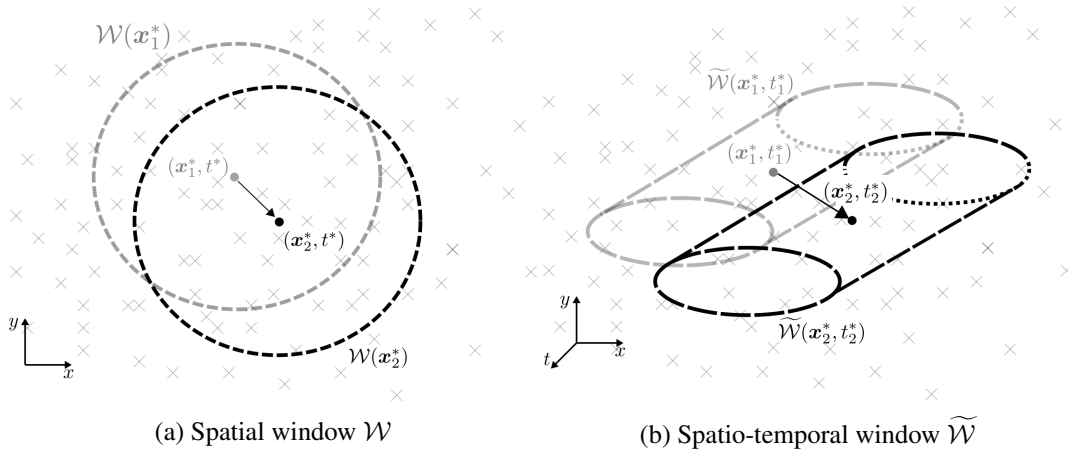 𝒲(𝒙₁*)
(𝒙₁*, t*)
(𝒙₂*, t*)
𝒲(𝒙₂*)
y
x
(a) Spatial window 𝒲
𝒲̃(𝒙₁*, t₁*)
(𝒙₁*, t₁*)
(𝒙₂*, t₂*)
𝒲̃(𝒙₂*, t₂*)
y
t
x
(b) Spatio-temporal window 𝒲̃